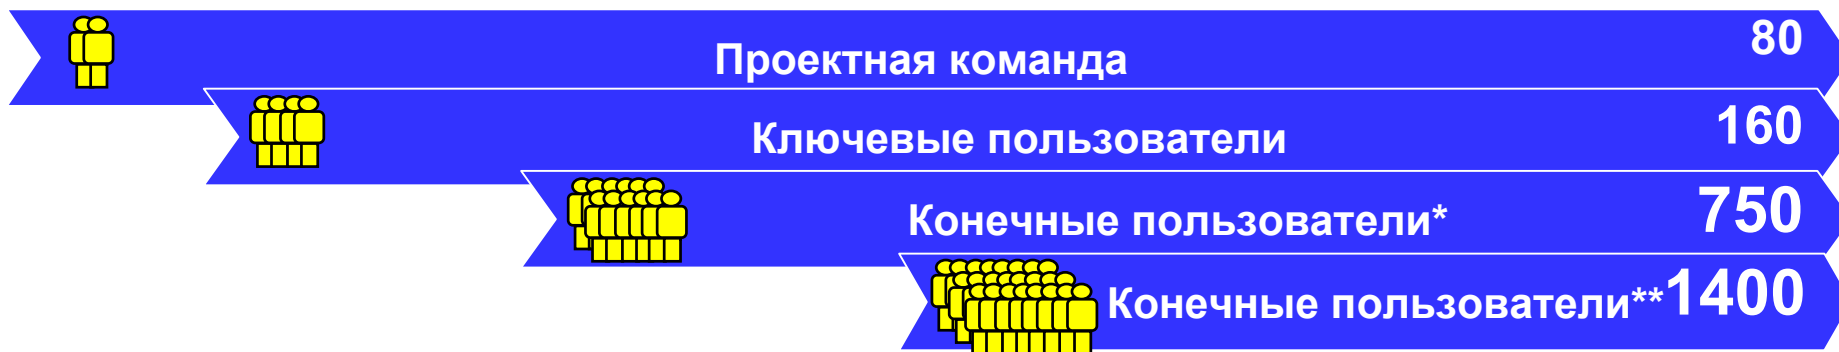 Проектная команда 80
Ключевые пользователи 160
Конечные пользователи* 750
Конечные пользователи** 1400